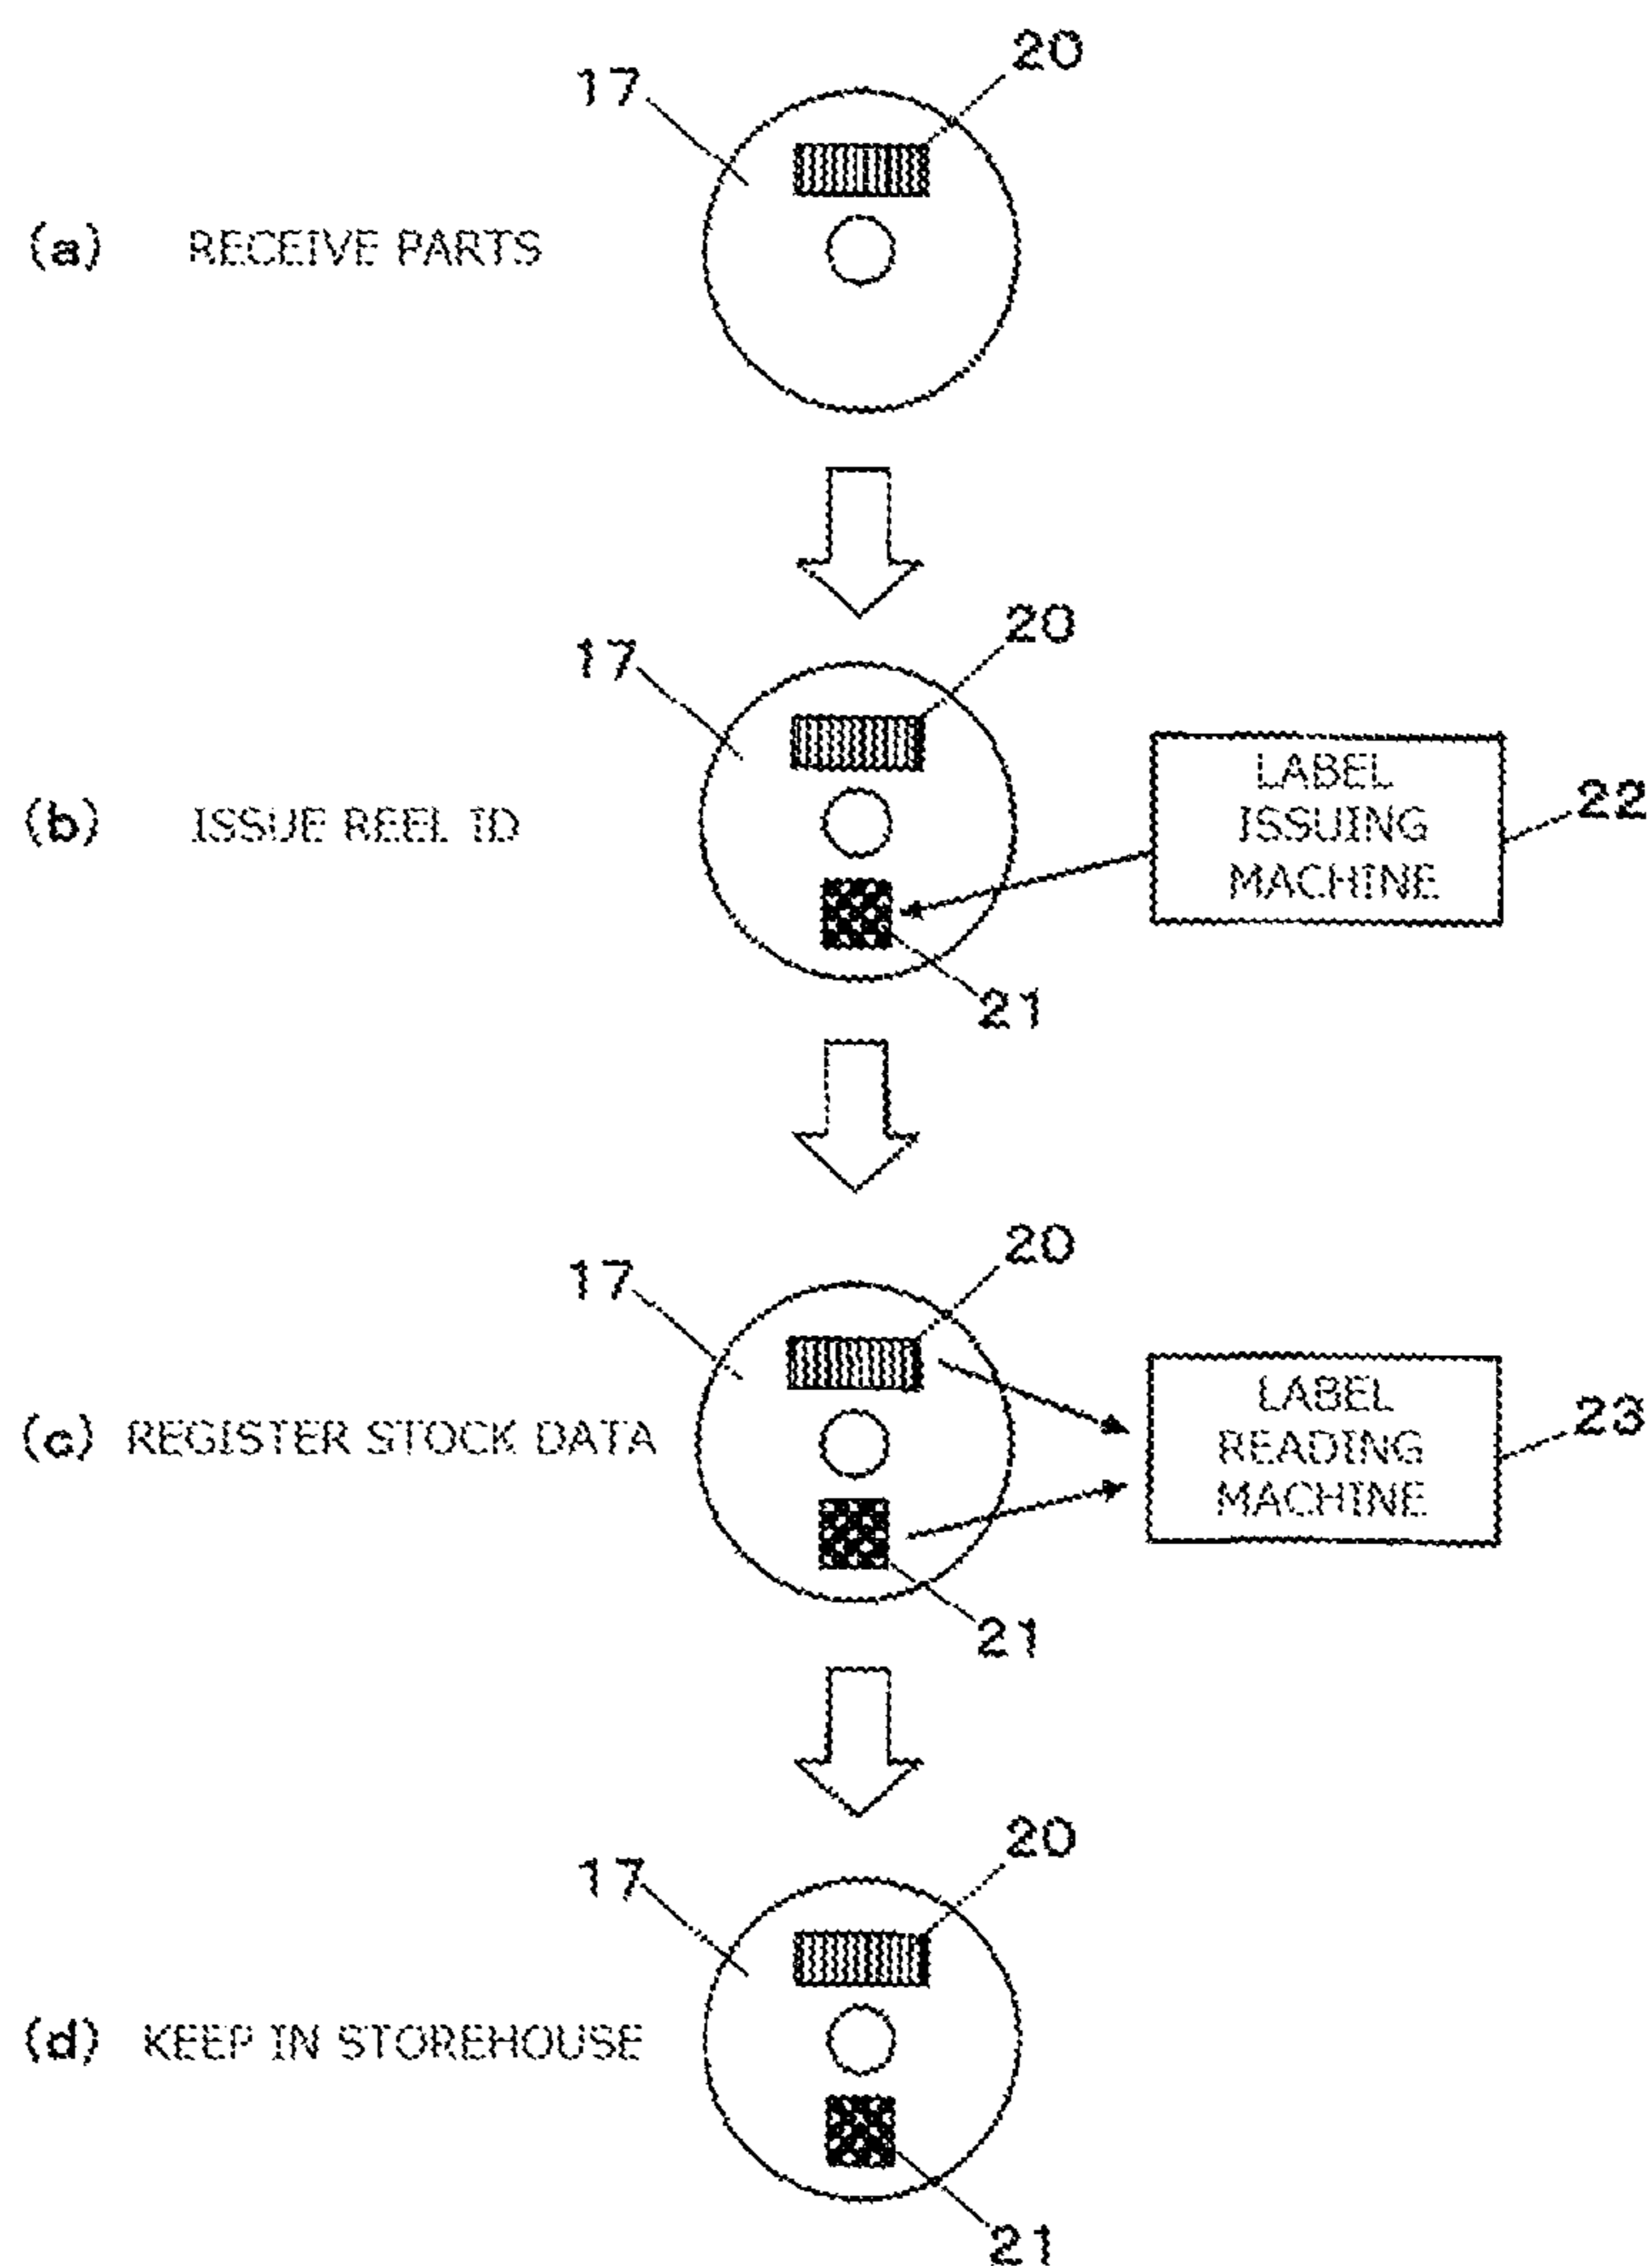 20
17
(a) RECEIVE PARTS
20
17
(b) ISSUE REEL ID
LABEL
ISSUING
MACHINE
22
21
20
17
(c) REGISTER STOCK DATA
LABEL
READING
MACHINE
23
21
20
17
(d) KEEP IN STOREHOUSE
21